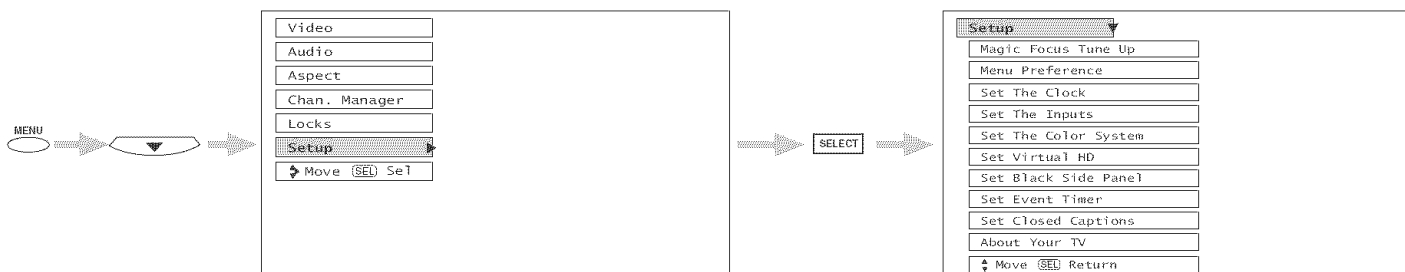 MENU
Video
Audio
Aspect
Chan. Manager
Locks
Setup
Move SEL Sel
SELECT
Setup
Magic Focus Tune Up
Menu Preference
Set The Clock
Set The Inputs
Set The Color System
Set Virtual HD
Set Black Side Panel
Set Event Timer
Set Closed Captions
About Your TV
Move SEL Return